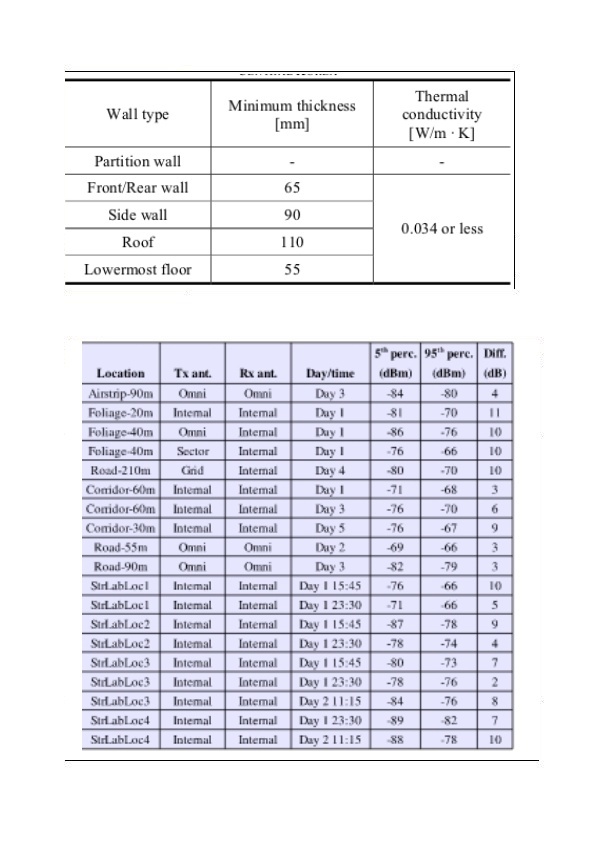 Wall type Minimum thickness [mm] Thermal conductivity [W/m · K]
Partition wall - -
Front/Rear wall 65 0.034 or less
Side wall 90
Roof 110
Lowermost floor 55
Location Tx ant. Rx ant. Day/time 5th perc. (dBm) 95th perc. (dBm) Diff. (dB)
Airstrip-90m Omni Omni Day 3 -84 -80 4
Foliage-20m Internal Internal Day 1 -81 -70 11
Foliage-40m Omni Internal Day 1 -86 -76 10
Foliage-40m Sector Internal Day 1 -76 -66 10
Road-210m Grid Internal Day 4 -80 -70 10
Corridor-60m Internal Internal Day 1 -71 -68 3
Corridor-60m Internal Internal Day 3 -76 -70 6
Corridor-30m Internal Internal Day 5 -76 -67 9
Road-55m Omni Omni Day 2 -69 -66 3
Road-90m Omni Omni Day 3 -82 -79 3
StrLabLoc1 Internal Internal Day 1 15:45 -76 -66 10
StrLabLoc1 Internal Internal Day 1 23:30 -71 -66 5
StrLabLoc2 Internal Internal Day 1 15:45 -87 -78 9
StrLabLoc2 Internal Internal Day 1 23:30 -78 -74 4
StrLabLoc3 Internal Internal Day 1 15:45 -80 -73 7
StrLabLoc3 Internal Internal Day 1 23:30 -78 -76 2
StrLabLoc3 Internal Internal Day 2 11:15 -84 -76 8
StrLabLoc4 Internal Internal Day 1 23:30 -89 -82 7
StrLabLoc4 Internal Internal Day 2 11:15 -88 -78 10